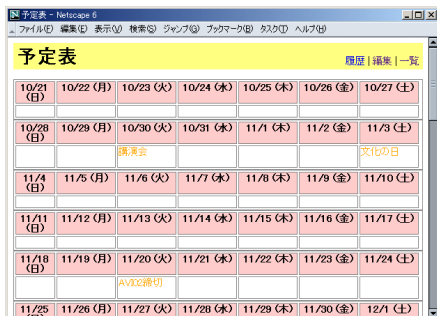 予定表 - Netscape 6
ファイル(F) 編集(E) 表示(V) 検索(S) ジャンプ(G) ブックマーク(B) タスク(T) ヘルプ(H)
予定表
履歴 | 編集 | 一覧
10/21 (日) 10/22 (月) 10/23 (火) 10/24 (水) 10/25 (木) 10/26 (金) 10/27 (土)
10/28 (日) 10/29 (月) 10/30 (火) 10/31 (水) 11/1 (木) 11/2 (金) 11/3 (土)
講演会 文化の日
11/4 (日) 11/5 (月) 11/6 (火) 11/7 (水) 11/8 (木) 11/9 (金) 11/10 (土)
11/11 (日) 11/12 (月) 11/13 (火) 11/14 (水) 11/15 (木) 11/16 (金) 11/17 (土)
11/18 (日) 11/19 (月) 11/20 (火) 11/21 (水) 11/22 (木) 11/23 (金) 11/24 (土)
AVI02締切
11/25 (日) 11/26 (月) 11/27 (火) 11/28 (水) 11/29 (木) 11/30 (金) 12/1 (土)